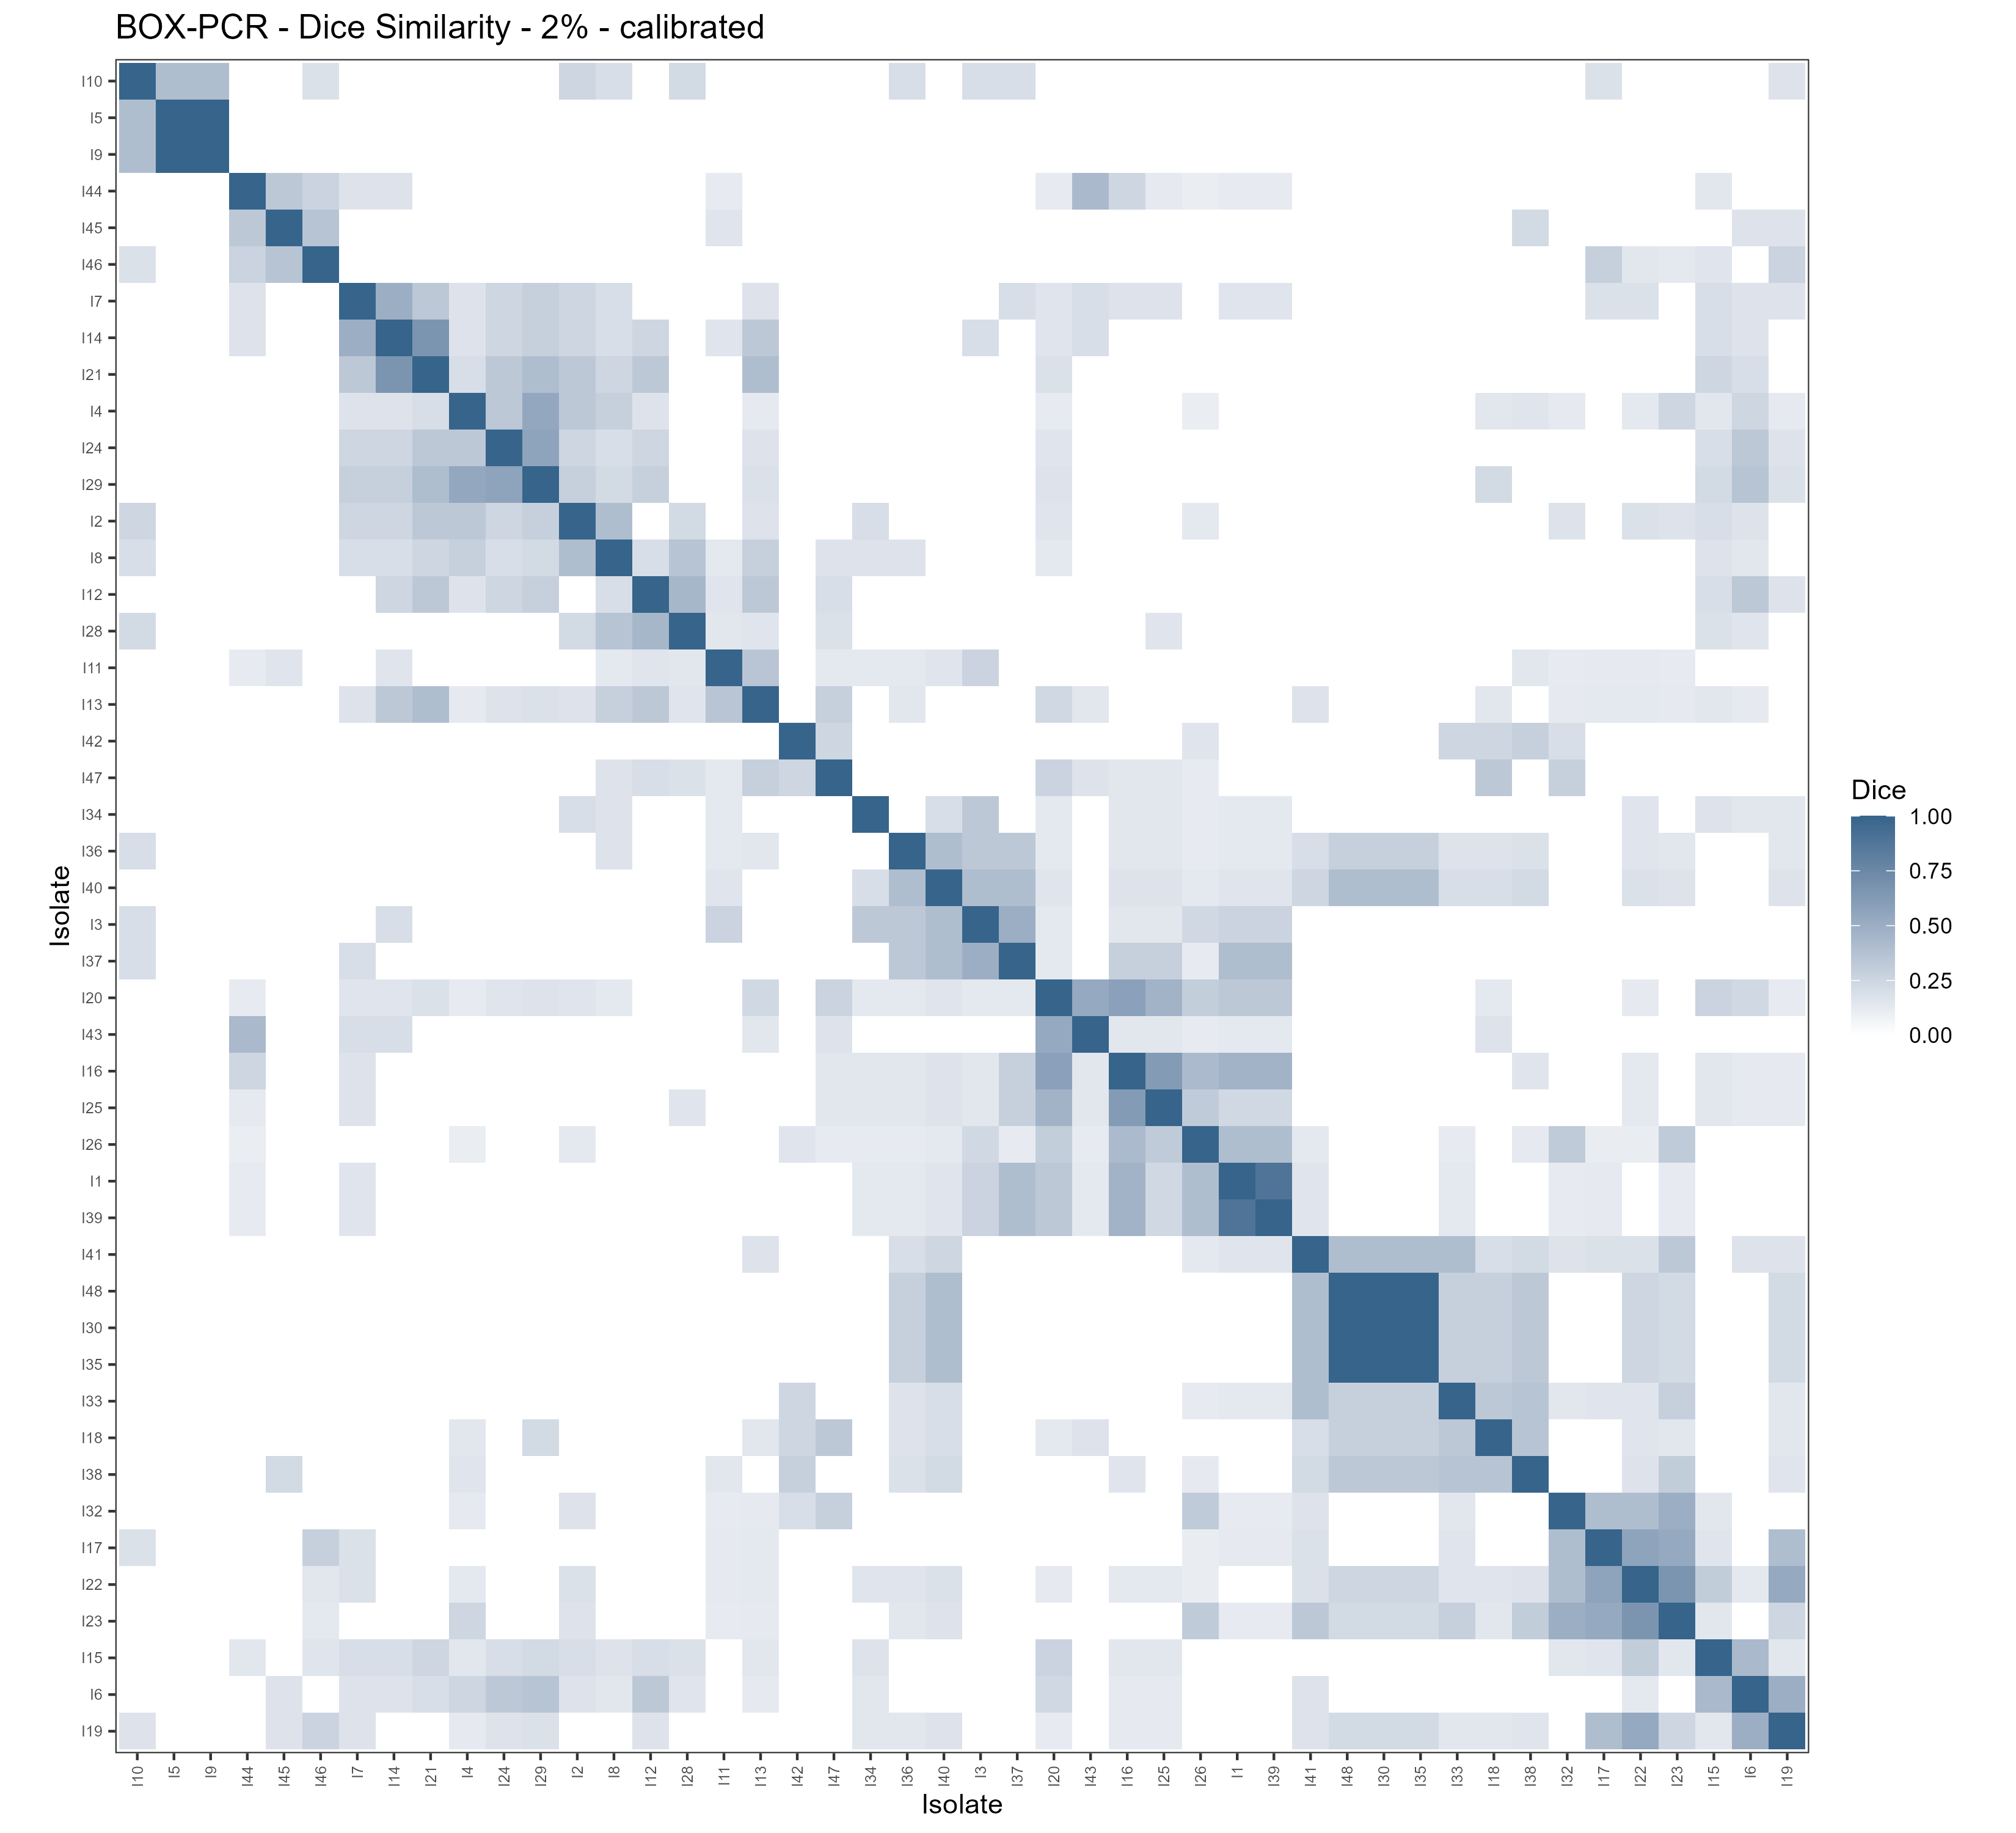 BOX-PCR - Dice Similarity - 2% - calibrated
I10
I5
I9
I44
I45
I46
I7
I14
I21
I4
I24
I29
I2
I8
I12
I28
I11
I13
I42
I47
I34
I36
I40
I3
I37
I20
I43
I16
I25
I26
I1
I39
I41
I48
I30
I35
I33
I18
I38
I32
I17
I22
I23
I15
I6
I19
Isolate
I10 I5 I9 I44 I45 I46 I7 I14 I21 I4 I24 I29 I2 I8 I12 I28 I11 I13 I42 I47 I34 I36 I40 I3 I37 I20 I43 I16 I25 I26 I1 I39 I41 I48 I30 I35 I33 I18 I38 I32 I17 I22 I23 I15 I6 I19
Isolate
Dice
1.00
0.75
0.50
0.25
0.00